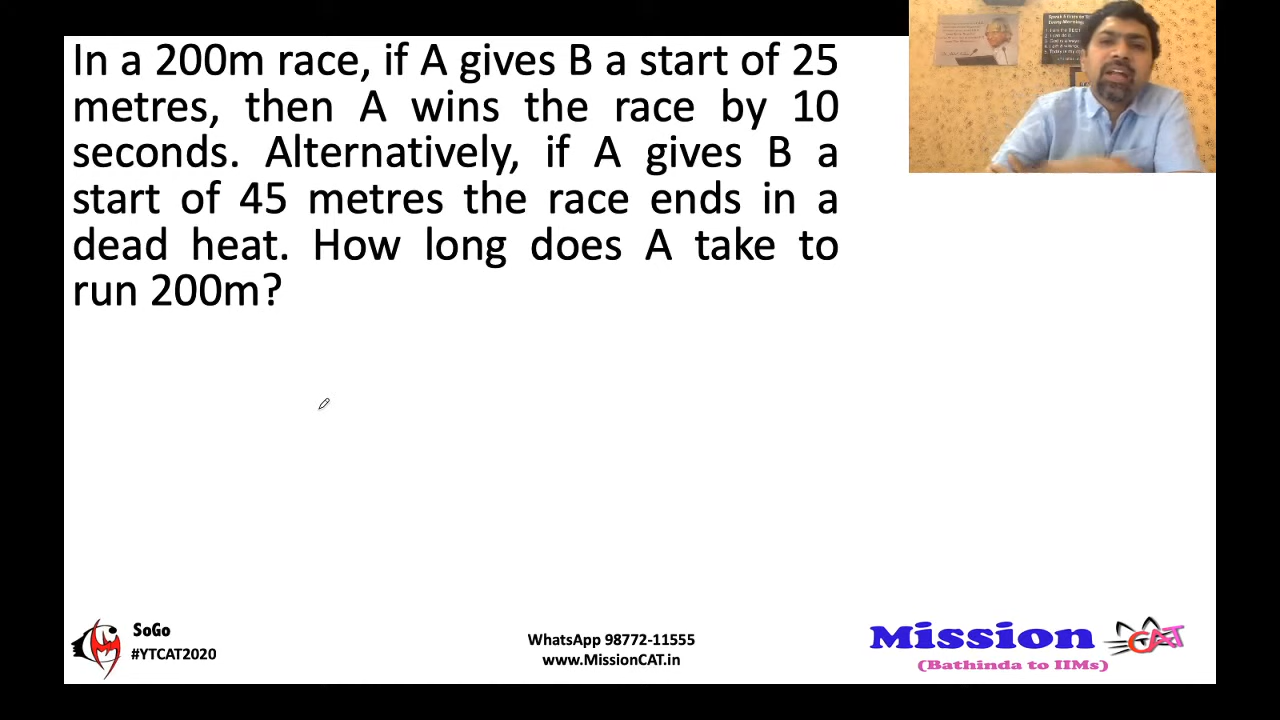 In a 200m race, if A gives B a start of 25
metres, then A wins the race by 10
seconds. Alternatively, if A gives B a
start of 45 metres the race ends in a
dead heat. How long does A take to
run 200m?
SoGo
#YTCAT2020
WhatsApp 98772-11555
www.MissionCAT.in
Mission CAT
(Bathinda to IIMs)